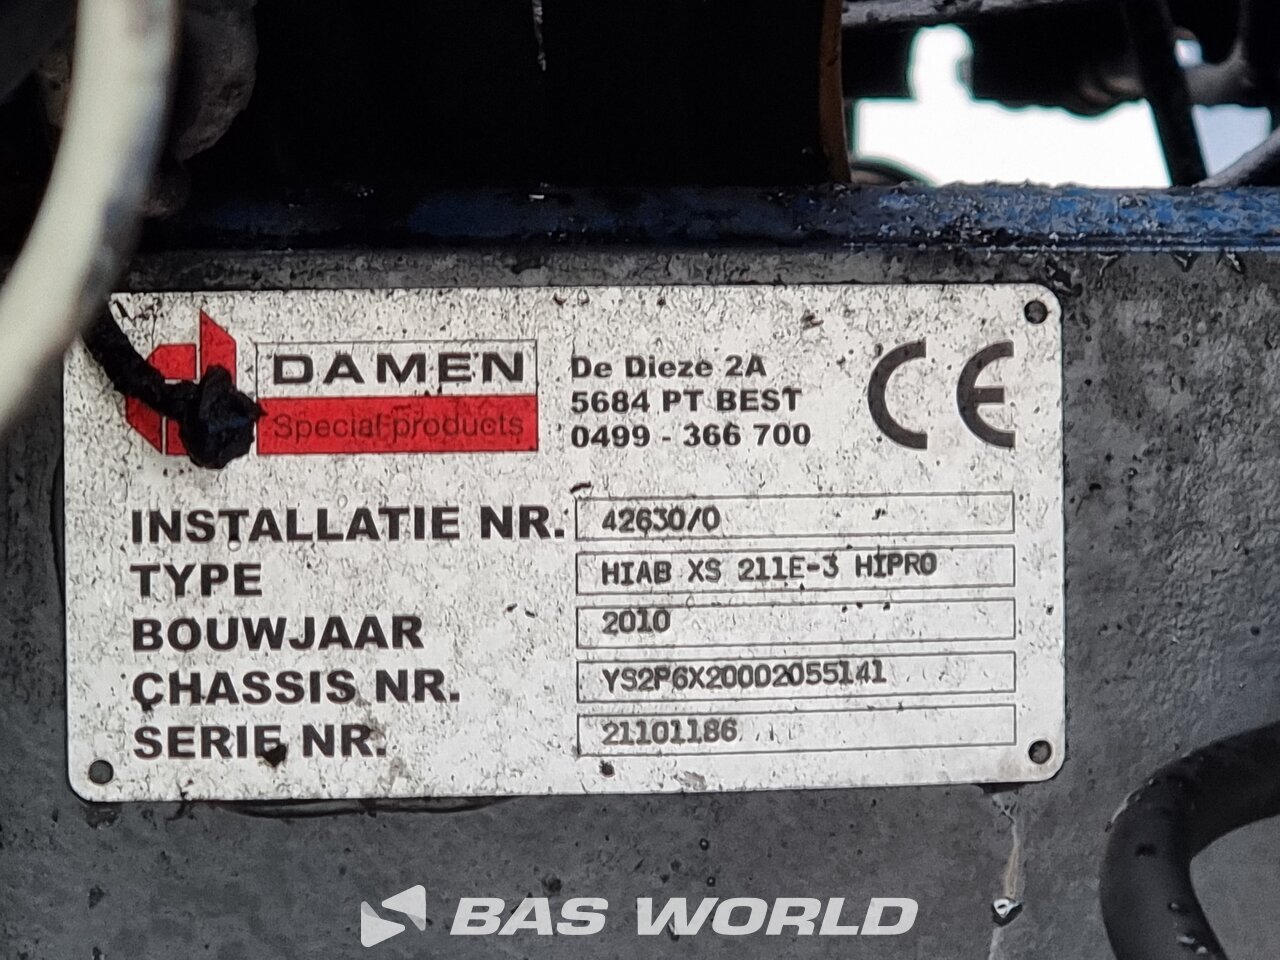 DAMEN
Special products
De Dieze 2A
5684 PT BEST
0499 - 366 700
CE
INSTALLATIE NR. 42630/0
TYPE HIAB XS 211E-3 HIPRO
BOUWJAAR 2010
CHASSIS NR. YS2P6X20002055141
SERIE NR. 21101186
BAS WORLD